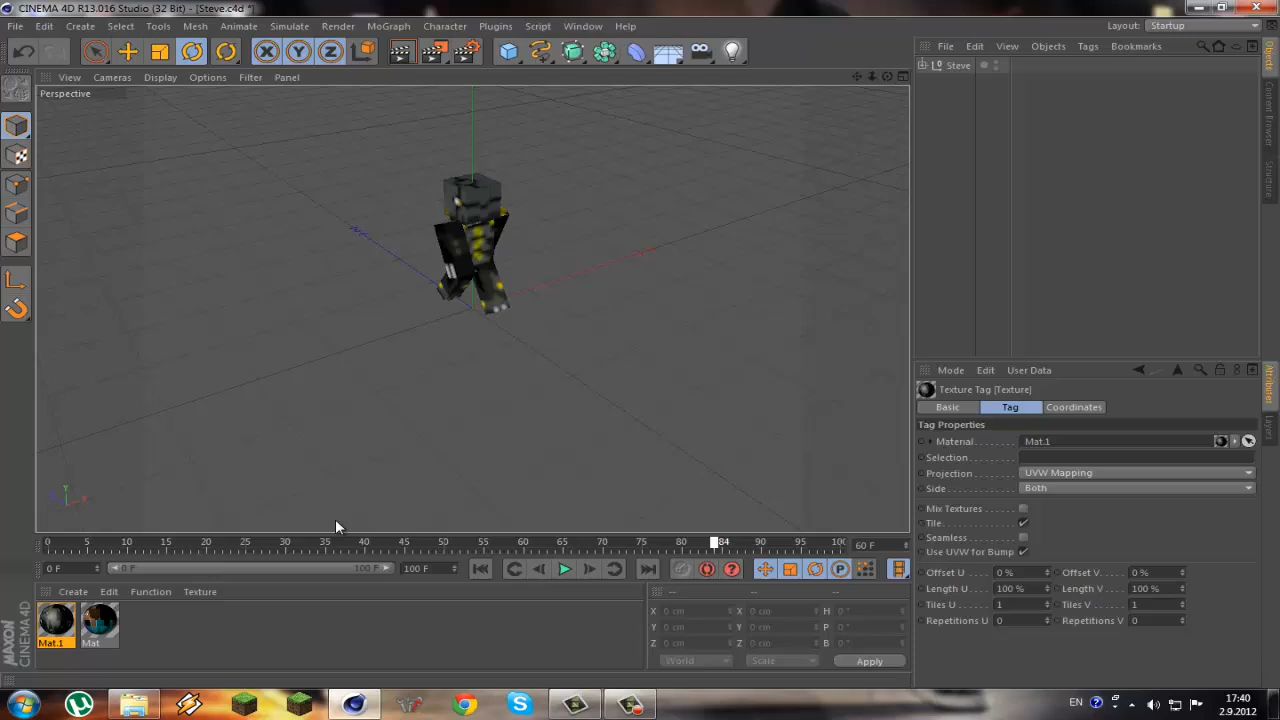 CINEMA 4D R13.016 Studio (32 Bit) - [Steve.c4d *]
File Edit Create Select Tools Mesh Animate Simulate Render MoGraph Character Plugins Script Window Help
Layout: Startup
View Cameras Display Options Filter Panel
File Edit View Objects Tags Bookmarks
Perspective
Steve
Objects
Content Browser
Structure
X
Y
Z
Mode Edit User Data
Texture Tag [Texture]
Basic Tag Coordinates
Tag Properties
Material Mat.1
Selection
Projection UVW Mapping
Side Both
Mix Textures
Tile
Seamless
Use UVW for Bump
Offset U 0 % Offset V 0 %
Length U 100 % Length V 100 %
Tiles U 1 Tiles V 1
Repetitions U 0 Repetitions V 0
Attributes
Layers
Y
X
0 5 10 15 20 25 30 35 40 45 50 55 60 65 70 75 80 84 90 95 100
60 F
0 F 0 F 100 F 100 F
Create Edit Function Texture
Mat.1 Mat
-- -- --
X 0 cm X 0 cm H 0 °
Y 0 cm Y 0 cm P 0 °
Z 0 cm Z 0 cm B 0 °
World Scale Apply
MAXON
CINEMA 4D
EN
17:40
2.9.2012